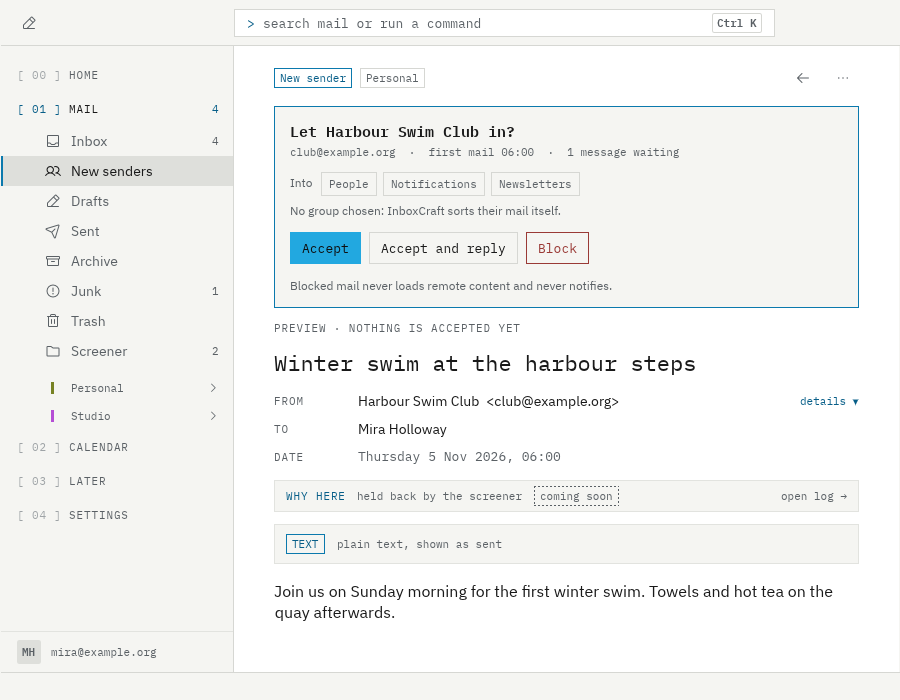 > search mail or run a command Ctrl K
[ 00 ] HOME
[ 01 ] MAIL 4
Inbox 4
New senders
Drafts
Sent
Archive
Junk 1
Trash
Screener 2
Personal
Studio
[ 02 ] CALENDAR
[ 03 ] LATER
[ 04 ] SETTINGS
MH mira@example.org
New sender Personal
Let Harbour Swim Club in?
club@example.org · first mail 06:00 · 1 message waiting
Into People Notifications Newsletters
No group chosen: InboxCraft sorts their mail itself.
Accept Accept and reply Block
Blocked mail never loads remote content and never notifies.
PREVIEW · NOTHING IS ACCEPTED YET
Winter swim at the harbour steps
FROM Harbour Swim Club <club@example.org> details ▾
TO Mira Holloway
DATE Thursday 5 Nov 2026, 06:00
WHY HERE held back by the screener coming soon open log →
TEXT plain text, shown as sent
Join us on Sunday morning for the first winter swim. Towels and hot tea on the
quay afterwards.